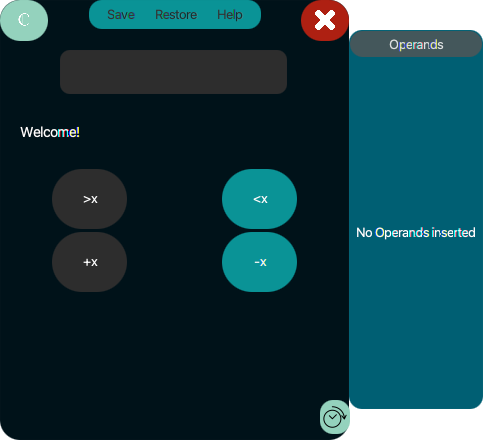 ℂ
Save Restore Help
Operands
Welcome!
>x <x
No Operands inserted
+x -x